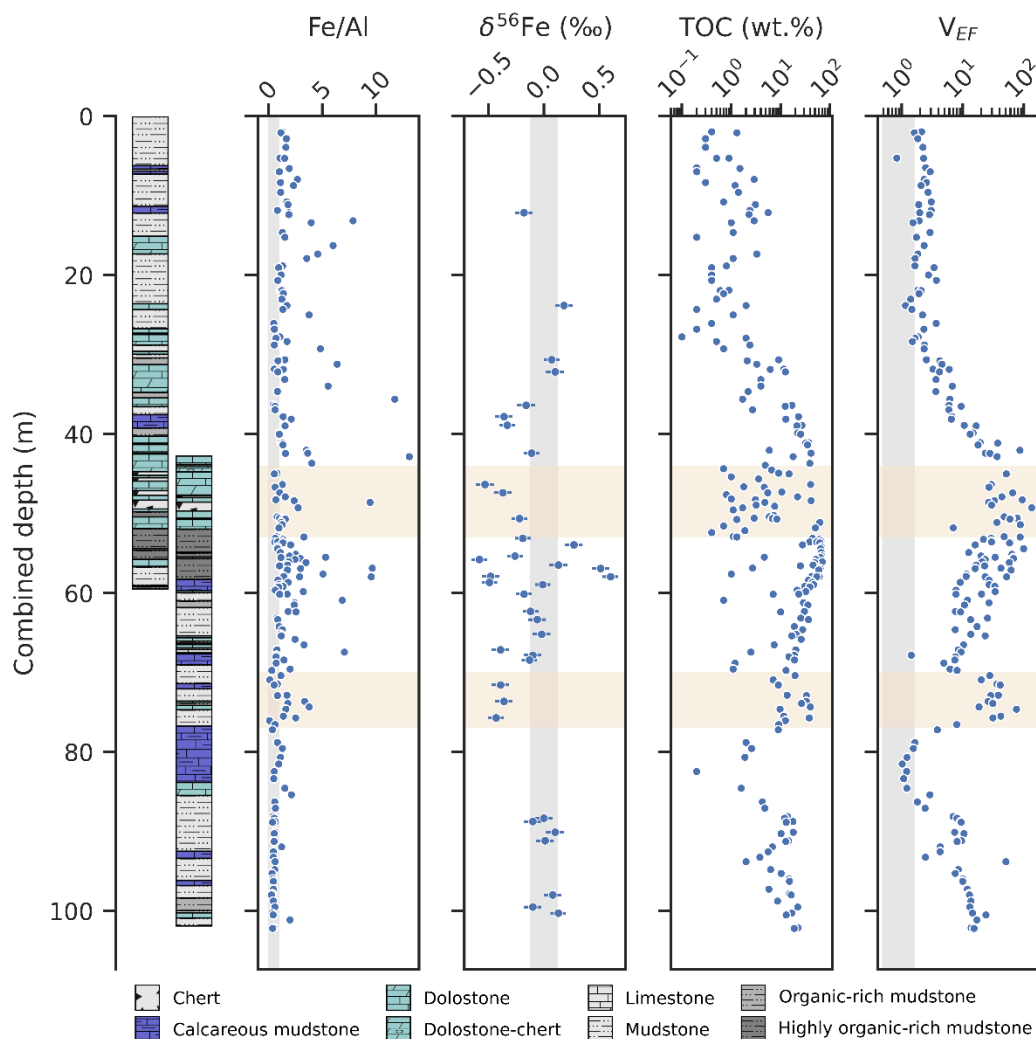 Fe/Al δ⁵⁶Fe (‰) TOC (wt.%) V_EF
0 5 10 −0.5 0.0 0.5 10⁻¹ 10⁰ 10¹ 10² 10⁰ 10¹ 10²
0
20
40
60
80
100
Combined depth (m)
Chert Dolostone Limestone Organic-rich mudstone
Calcareous mudstone Dolostone-chert Mudstone Highly organic-rich mudstone